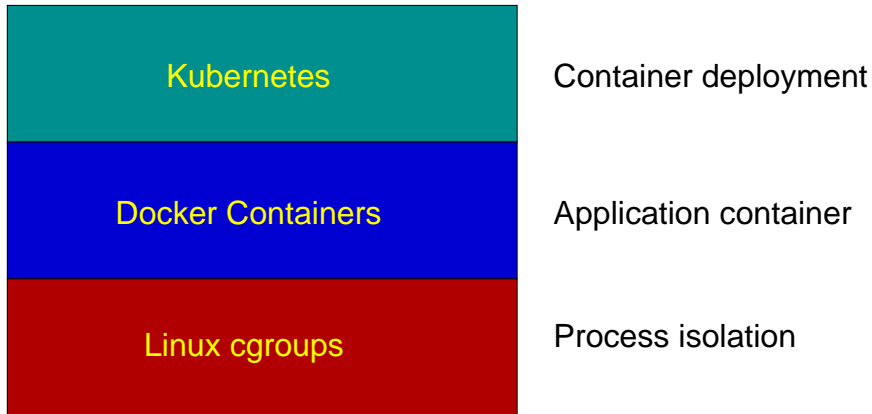 Kubernetes
Container deployment
Docker Containers
Application container
Linux cgroups
Process isolation